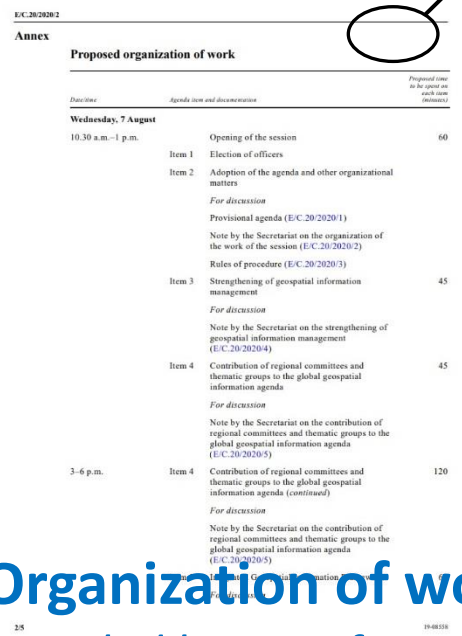 E/C.20/2020/2
Annex
Proposed organization of work
Proposed time
to be spent on
each item
(minutes)
Date/time
Agenda item and documentation
Wednesday, 7 August
10.30 a.m.–1 p.m.
Opening of the session
60
Item 1
Election of officers
Item 2
Adoption of the agenda and other organizational
matters
For discussion
Provisional agenda (E/C.20/2020/1)
Note by the Secretariat on the organization of
the work of the session (E/C.20/2020/2)
Rules of procedure (E/C.20/2020/3)
Item 3
Strengthening of geospatial information
management
45
For discussion
Note by the Secretariat on the strengthening of
geospatial information management
(E/C.20/2020/4)
Item 4
Contribution of regional committees and
thematic groups to the global geospatial
information agenda
45
For discussion
Note by the Secretariat on the contribution of
regional committees and thematic groups to the
global geospatial information agenda
(E/C.20/2020/5)
3–6 p.m.
Item 4
Contribution of regional committees and
thematic groups to the global geospatial
information agenda (continued)
120
For discussion
Note by the Secretariat on the contribution of
regional committees and thematic groups to the
global geospatial information agenda
(E/C.20/2020/5)
Organization of wo
2/5
19-08538